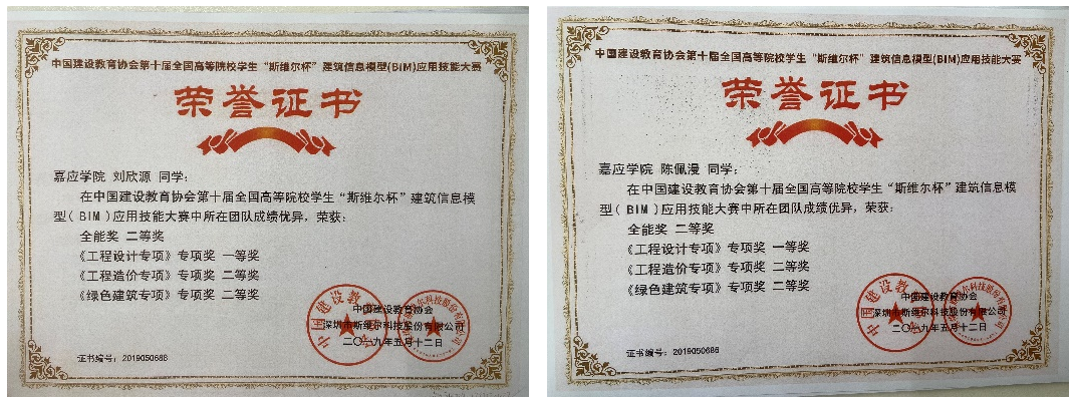 中国建设教育协会第十届全国高等院校学生“斯维尔杯”建筑信息模型(BIM)应用技能大赛
荣誉证书
嘉应学院 刘欣源 同学：
在中国建设教育协会第十届全国高等院校学生“斯维尔杯”建筑信息模
型（BIM）应用技能大赛中所在团队成绩优异，荣获：
全能奖 二等奖
《工程设计专项》专项奖 一等奖
《工程造价专项》专项奖 二等奖
《绿色建筑专项》专项奖 二等奖
中国建设教育协会
深圳市斯维尔科技股份有限公司
二〇一九年五月十二日
证书编号：2019050686
中国建设教育协会第十届全国高等院校学生“斯维尔杯”建筑信息模型(BIM)应用技能大赛
荣誉证书
嘉应学院 陈佩漫 同学：
在中国建设教育协会第十届全国高等院校学生“斯维尔杯”建筑信息模
型（BIM）应用技能大赛中所在团队成绩优异，荣获：
全能奖 二等奖
《工程设计专项》专项奖 一等奖
《工程造价专项》专项奖 二等奖
《绿色建筑专项》专项奖 二等奖
中国建设教育协会
深圳市斯维尔科技股份有限公司
二〇一九年五月十二日
证书编号：2019050686